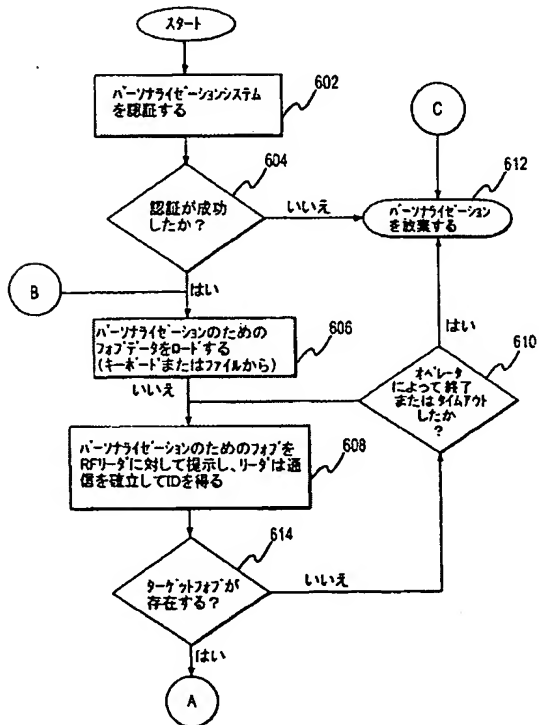 スタート
パーソナライゼーションシステム
を認証する
602
C
604
612
認証が成功
したか？
いいえ
パーソナライゼーション
を放棄する
B
はい
はい
パーソナライゼーションのための
フォブデータをロードする
(キーボードまたはファイルから)
606
610
いいえ
オペレータ
によって終了
またはタイムアウト
したか
？
パーソナライゼーションのためのフォブを
RFリーダに対して提示し、リーダは通
信を確立してIDを得る
608
614
ターゲットフォブが
存在する？
いいえ
はい
A